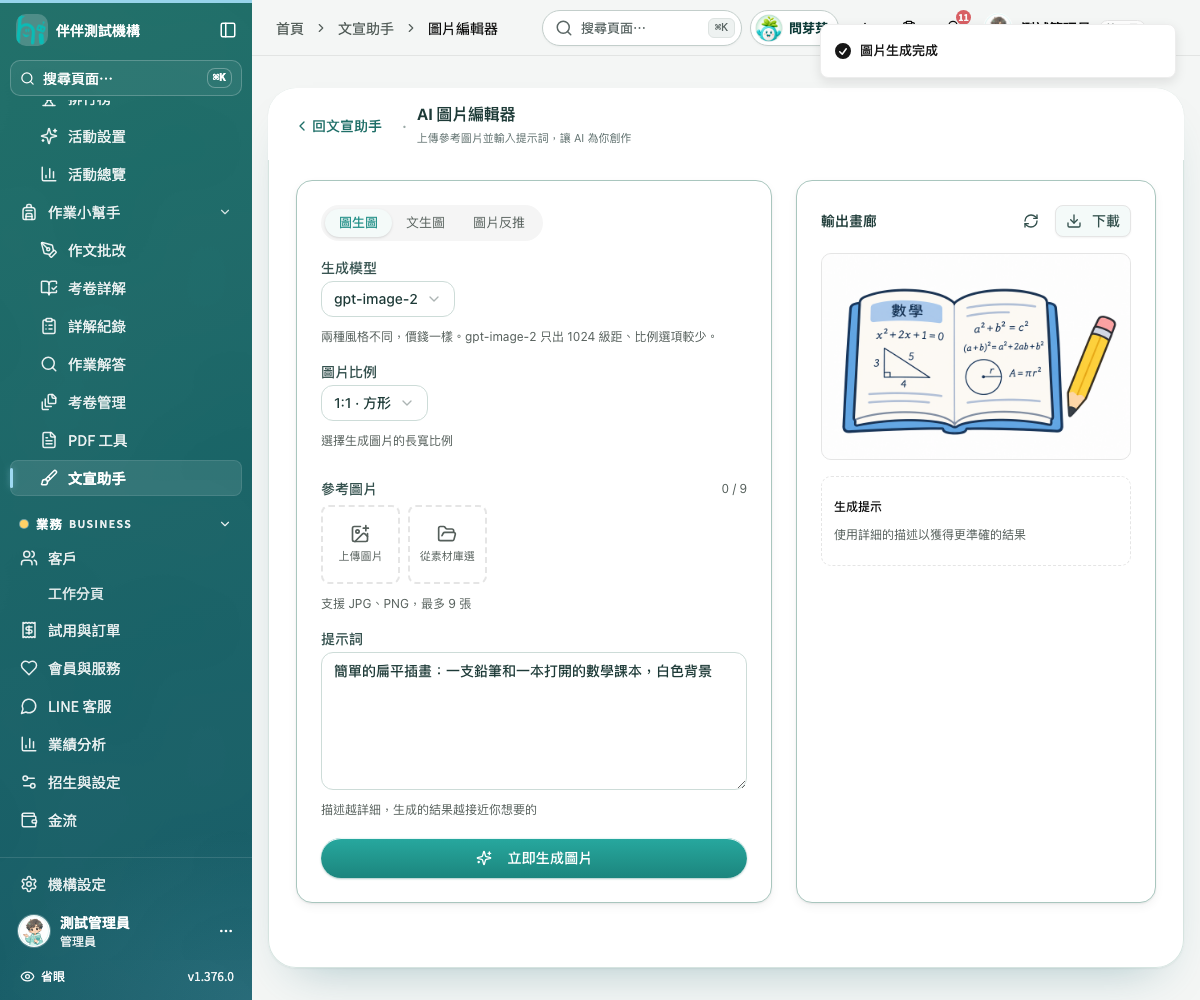 伴伴測試機構
搜尋頁面… ⌘K
排行榜
活動設置
活動總覽
作業小幫手
作文批改
考卷詳解
詳解紀錄
作業解答
考卷管理
PDF 工具
文宣助手
業務 BUSINESS
客戶
工作分頁
試用與訂單
會員與服務
LINE 客服
業績分析
招生與設定
金流
機構設定
測試管理員
管理員
省眼 v1.376.0
首頁 文宣助手 圖片編輯器
搜尋頁面… ⌘K
11
圖片生成完成
回文宣助手
·
AI 圖片編輯器
上傳參考圖片並輸入提示詞，讓 AI 為你創作
圖生圖 文生圖 圖片反推
生成模型
gpt-image-2
兩種風格不同，價錢一樣。gpt-image-2 只出 1024 級距、比例選項較少。
圖片比例
1:1 · 方形
選擇生成圖片的長寬比例
參考圖片 0 / 9
上傳圖片 從素材庫選
支援 JPG、PNG，最多 9 張
提示詞
簡單的扁平插畫：一支鉛筆和一本打開的數學課本，白色背景
描述越詳細，生成的結果越接近你想要的
立即生成圖片
輸出畫廊 下載
數學
x²+2x+1=0
3 5
4
a²+b²=c²
(a+b)²=a²+2ab+b²
r A=πr²
生成提示
使用詳細的描述以獲得更準確的結果